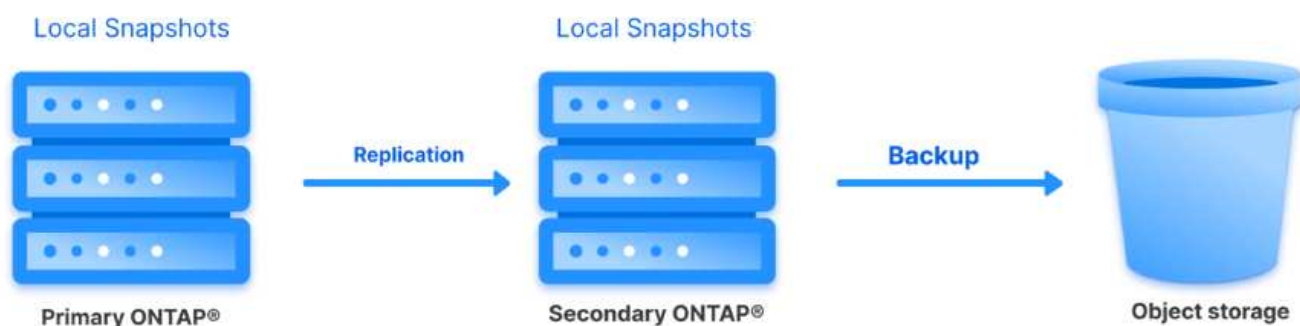 Local Snapshots
Local Snapshots
Replication
Backup
Primary ONTAP®
Secondary ONTAP®
Object storage